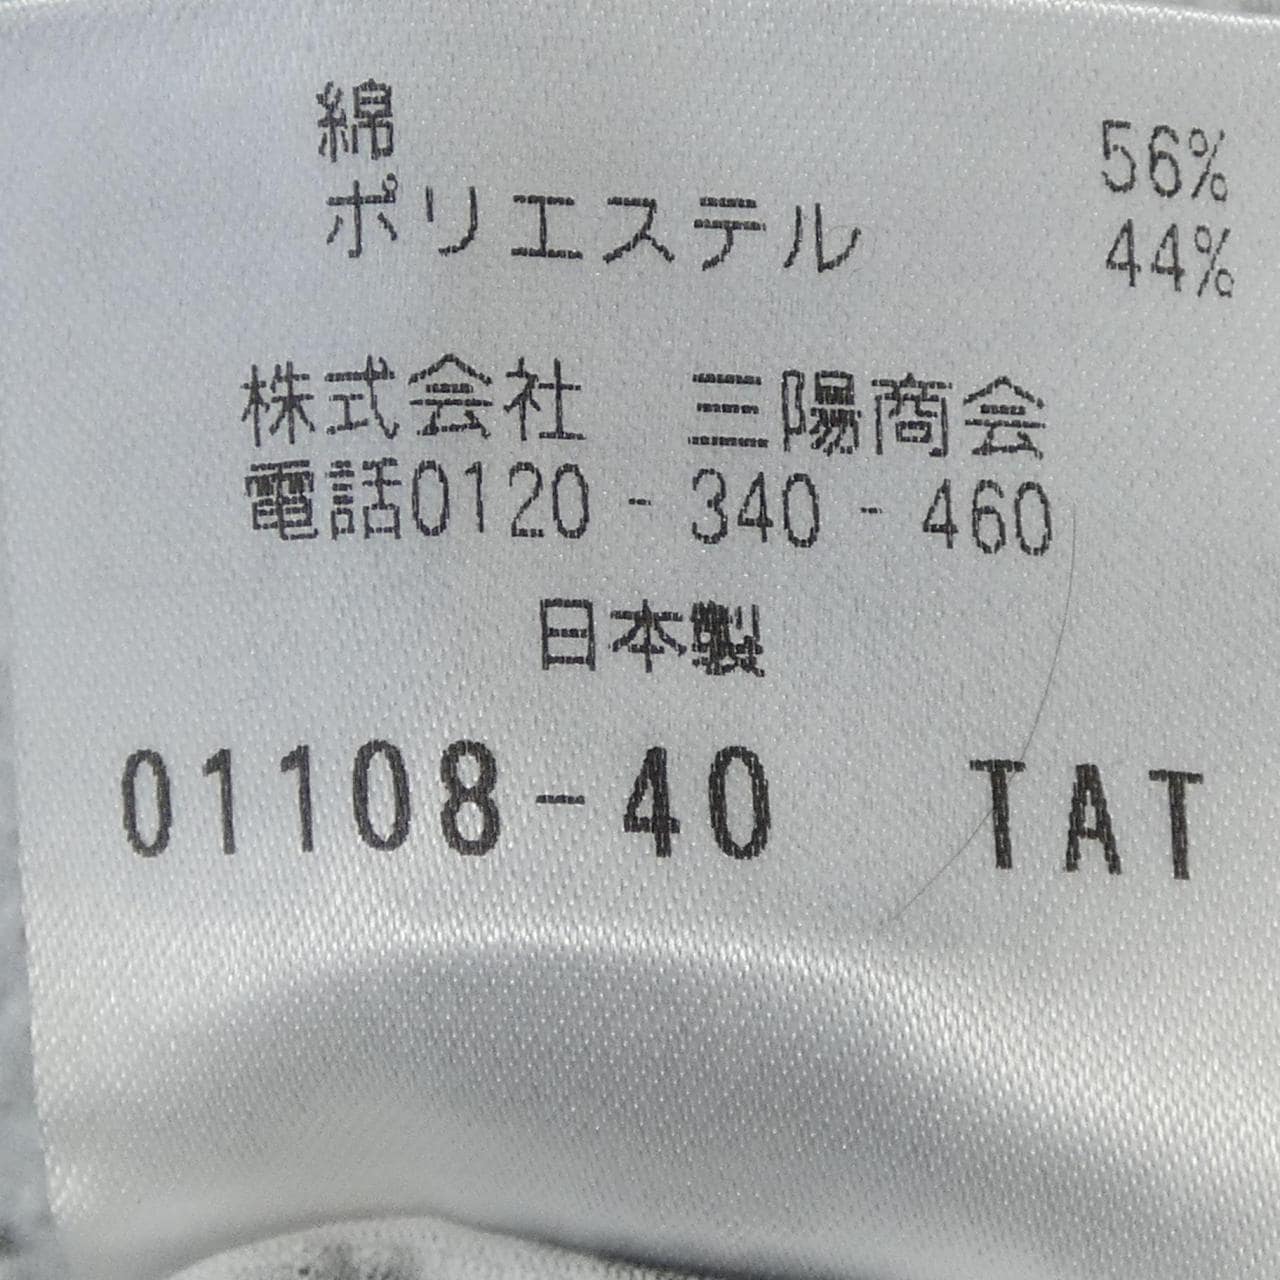 綿 56%
ポリエステル 44%
株式会社 三陽商会
電話0120-340-460
日本製
01108-40 TAT